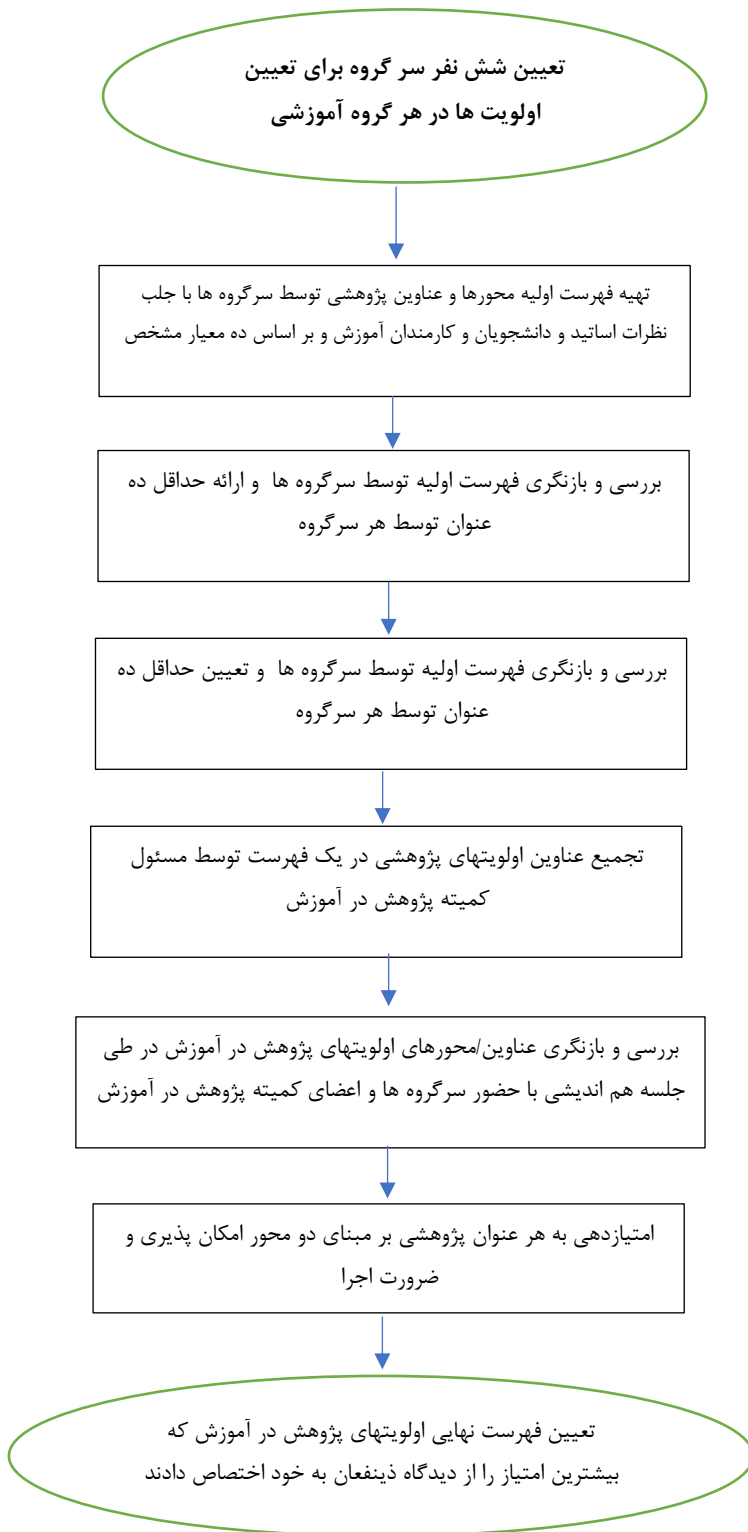 تعیین شش نفر سر گروه برای تعیین
اولویت ها در هر گروه آموزشی
تهیه فهرست اولیه محورها و عناوین پژوهشی توسط سرگروه ها با جلب
نظرات اساتید و دانشجویان و کارمندان آموزش و بر اساس ده معیار مشخص
بررسی و بازنگری فهرست اولیه توسط سرگروه ها و ارائه حداقل ده
عنوان توسط هر سرگروه
بررسی و بازنگری فهرست اولیه توسط سرگروه ها و تعیین حداقل ده
عنوان توسط هر سرگروه
تجمیع عناوین اولویتهای پژوهشی در یک فهرست توسط مسئول
کمیته پژوهش در آموزش
بررسی و بازنگری عناوین/محورهای اولویتهای پژوهش در آموزش در طی
جلسه هم اندیشی با حضور سرگروه ها و اعضای کمیته پژوهش در آموزش
امتیازدهی به هر عنوان پژوهشی بر مبنای دو محور امکان پذیری و
ضرورت اجرا
تعیین فهرست نهایی اولویتهای پژوهش در آموزش که
بیشترین امتیاز را از دیدگاه ذینفعان به خود اختصاص دادند